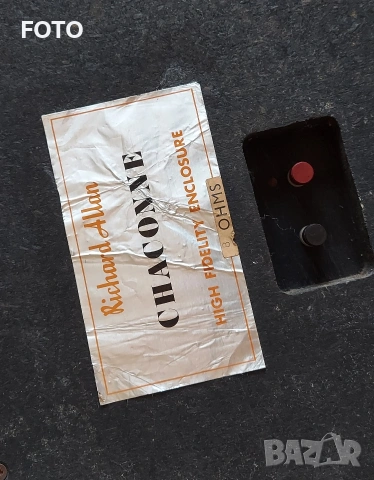 FOTO
Richard Allan
CHACONNE
HIGH FIDELITY ENCLOSURE
OHMS
BAZAR